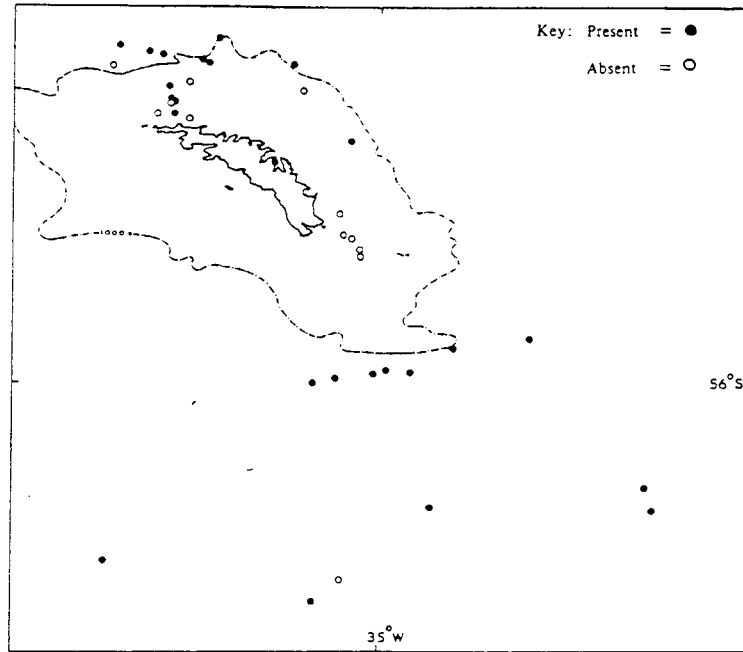 Key: Present = ●
Absent = ○
56°S
35°W